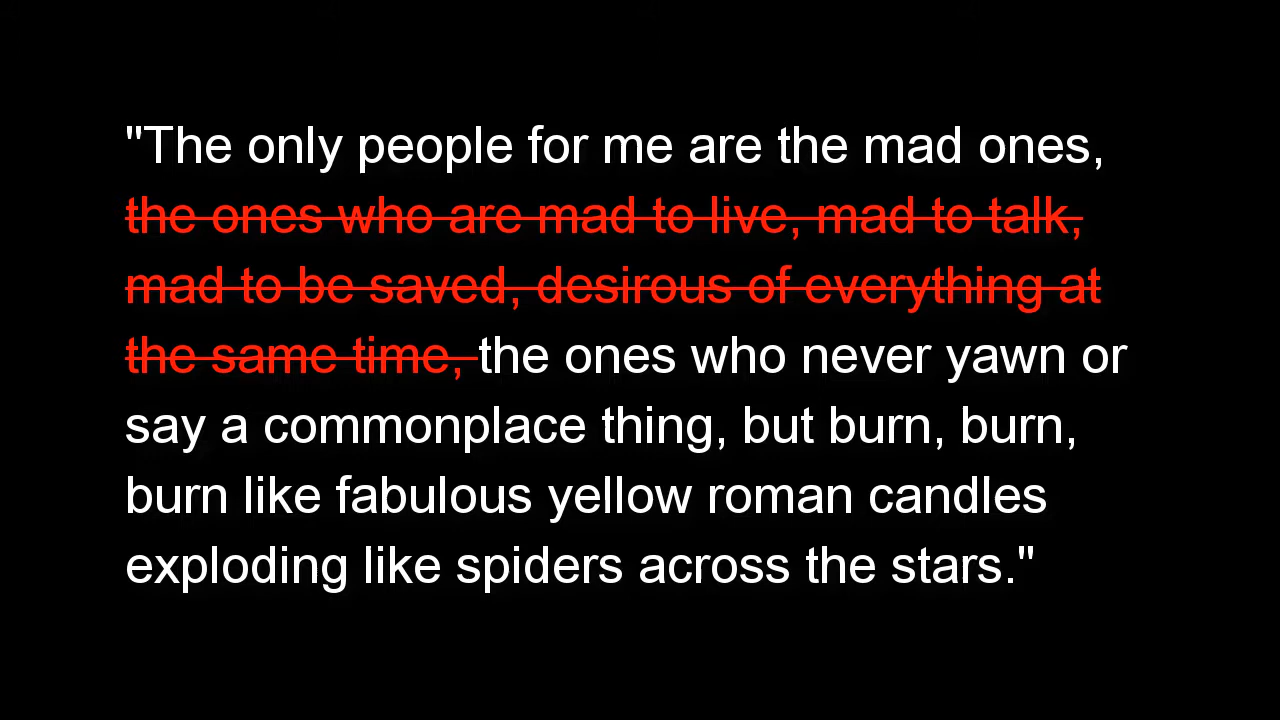 "The only people for me are the mad ones,
the ones who are mad to live, mad to talk,
mad to be saved, desirous of everything at
the same time, the ones who never yawn or
say a commonplace thing, but burn, burn,
burn like fabulous yellow roman candles
exploding like spiders across the stars."